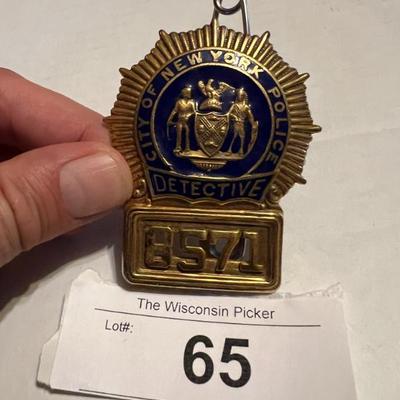 CITY OF NEW YORK POLICE
DETECTIVE
8571
The Wisconsin Picker
Lot#:
65